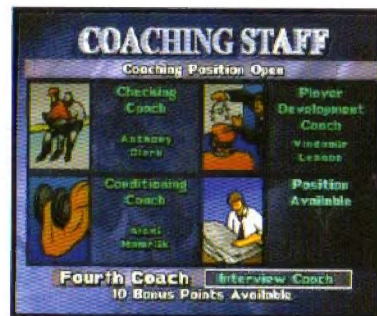 COACHING STAFF
Coaching Position Open
Checking
Coach
Anthony
Clark
Player
Development
Coach
Conditioning
Coach
Position
Available
Fourth Coach Interview Coach
10 Bonus Points Available